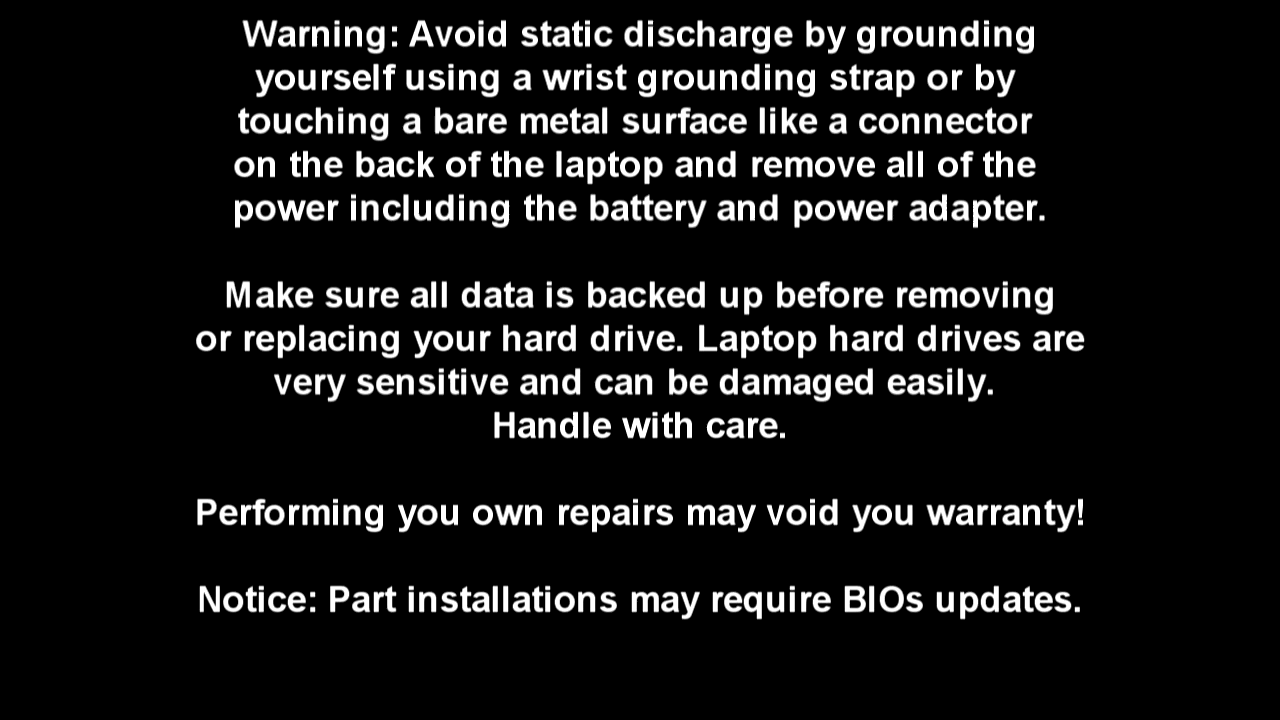 Warning: Avoid static discharge by grounding
yourself using a wrist grounding strap or by
touching a bare metal surface like a connector
on the back of the laptop and remove all of the
power including the battery and power adapter.
Make sure all data is backed up before removing
or replacing your hard drive. Laptop hard drives are
very sensitive and can be damaged easily.
Handle with care.
Performing you own repairs may void you warranty!
Notice: Part installations may require BIOs updates.